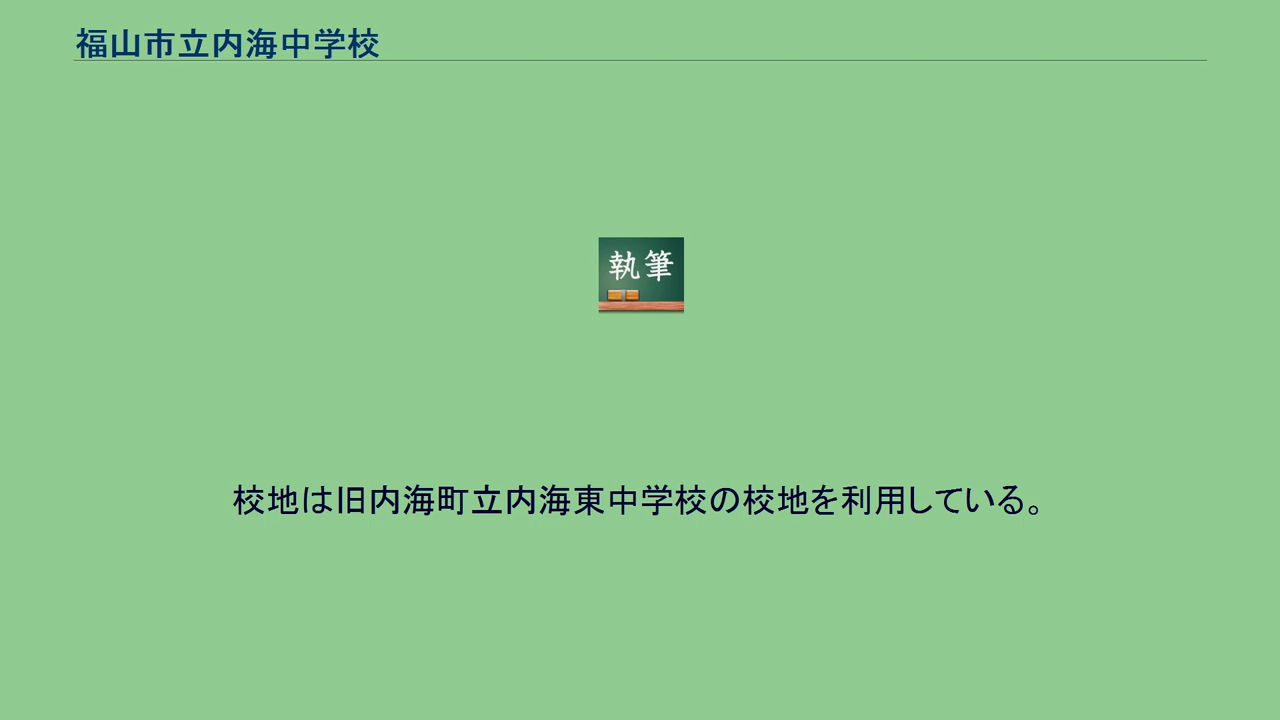 福山市立内海中学校
執筆
校地は旧内海町立内海東中学校の校地を利用している。